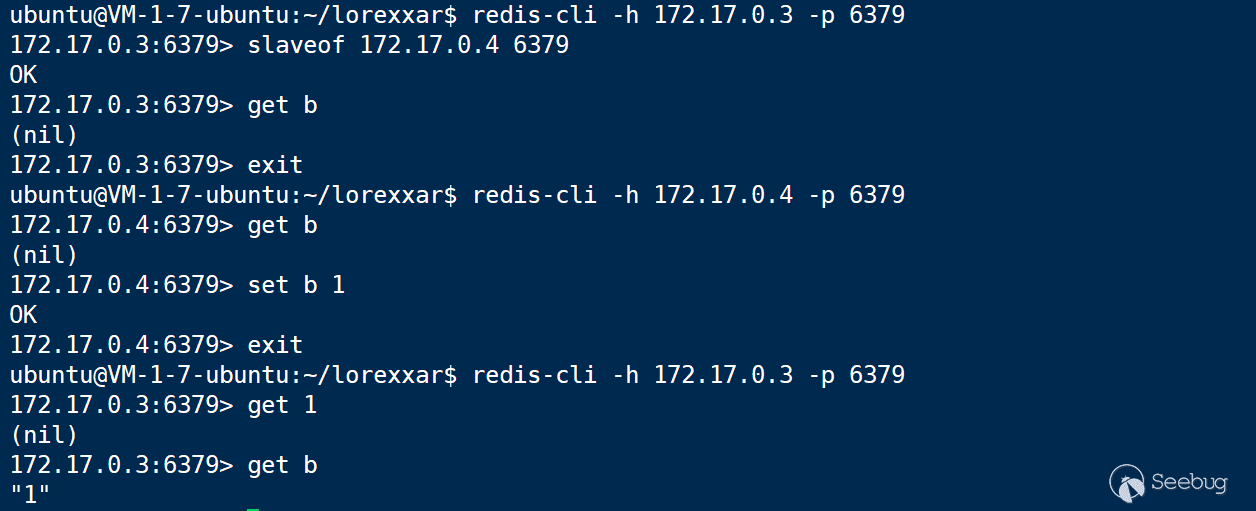 ubuntu@VM-1-7-ubuntu:~/lorexxar$ redis-cli -h 172.17.0.3 -p 6379
172.17.0.3:6379> slaveof 172.17.0.4 6379
OK
172.17.0.3:6379> get b
(nil)
172.17.0.3:6379> exit
ubuntu@VM-1-7-ubuntu:~/lorexxar$ redis-cli -h 172.17.0.4 -p 6379
172.17.0.4:6379> get b
(nil)
172.17.0.4:6379> set b 1
OK
172.17.0.4:6379> exit
ubuntu@VM-1-7-ubuntu:~/lorexxar$ redis-cli -h 172.17.0.3 -p 6379
172.17.0.3:6379> get 1
(nil)
172.17.0.3:6379> get b
"1"
Seebug